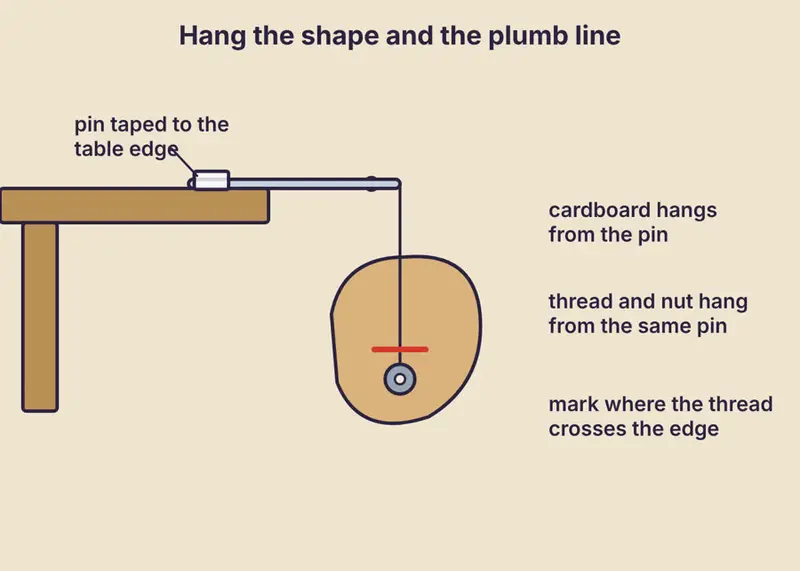 Hang the shape and the plumb line
pin taped to the
table edge
cardboard hangs
from the pin
thread and nut hang
from the same pin
mark where the thread
crosses the edge